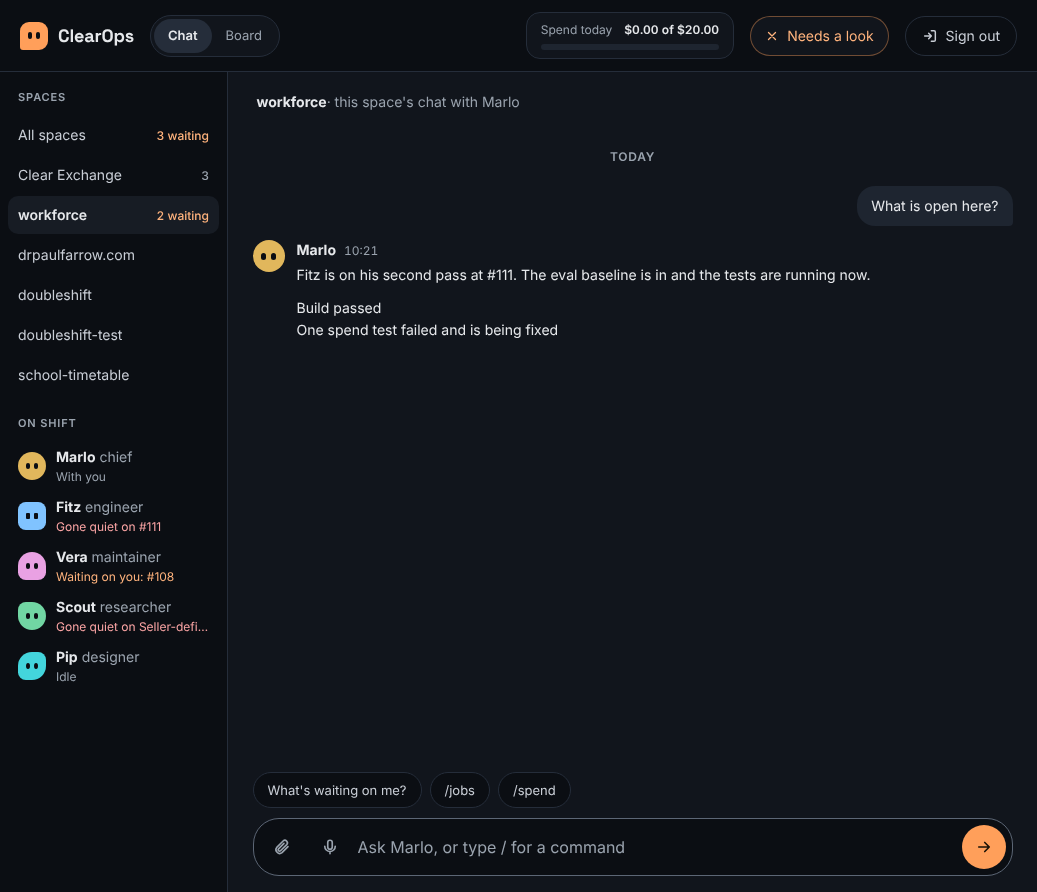 ClearOps
Chat
Board
Spend today $0.00 of $20.00
Needs a look
Sign out
SPACES
All spaces 3 waiting
Clear Exchange 3
workforce 2 waiting
drpaulfarrow.com
doubleshift
doubleshift-test
school-timetable
ON SHIFT
Marlo chief
With you
Fitz engineer
Gone quiet on #111
Vera maintainer
Waiting on you: #108
Scout researcher
Gone quiet on Seller-defi...
Pip designer
Idle
workforce· this space's chat with Marlo
TODAY
What is open here?
Marlo 10:21
Fitz is on his second pass at #111. The eval baseline is in and the tests are running now.
Build passed
One spend test failed and is being fixed
What's waiting on me?
/jobs
/spend
Ask Marlo, or type / for a command